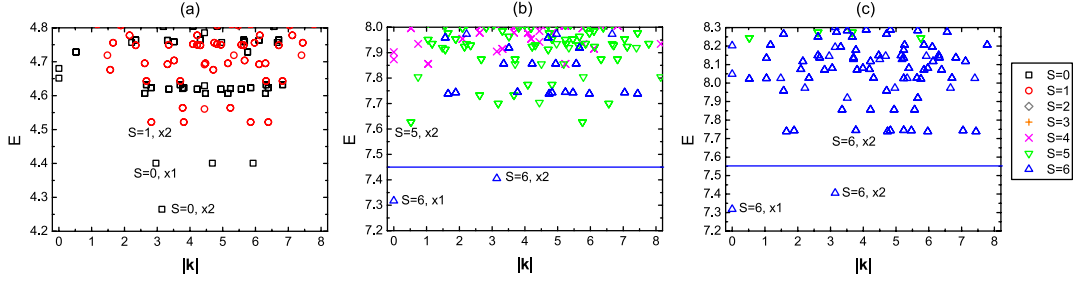 (a)
4.8
4.7
4.6
4.5
4.4
4.3
4.2
E
S=1, x2
S=0, x1
S=0, x2
0 1 2 3 4 5 6 7 8
|k|
(b)
8.0
7.9
7.8
7.7
7.6
7.5
7.4
7.3
7.2
E
S=5, x2
S=6, x2
S=6, x1
0 1 2 3 4 5 6 7 8
|k|
(c)
8.3
8.2
8.1
8.0
7.9
7.8
7.7
7.6
7.5
7.4
7.3
7.2
E
S=6, x2
S=6, x2
S=6, x1
0 1 2 3 4 5 6 7 8
|k|
S=0
S=1
S=2
S=3
S=4
S=5
S=6